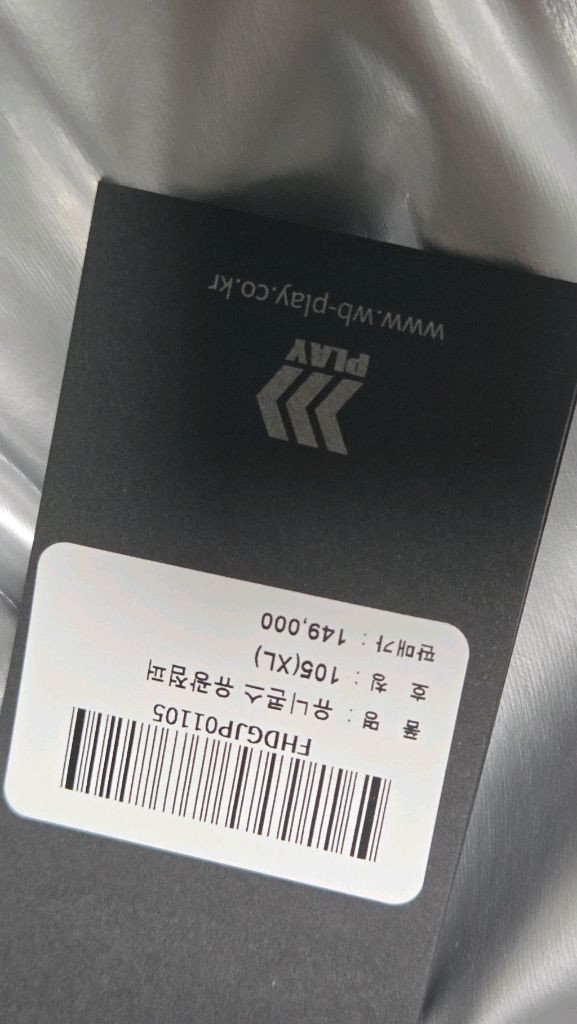 FHDGJP01105
품 명 : 유니콘스 유광점퍼
호 칭 : 105(XL)
판매가 : 149,000
PLAY
www.wb-play.co.kr